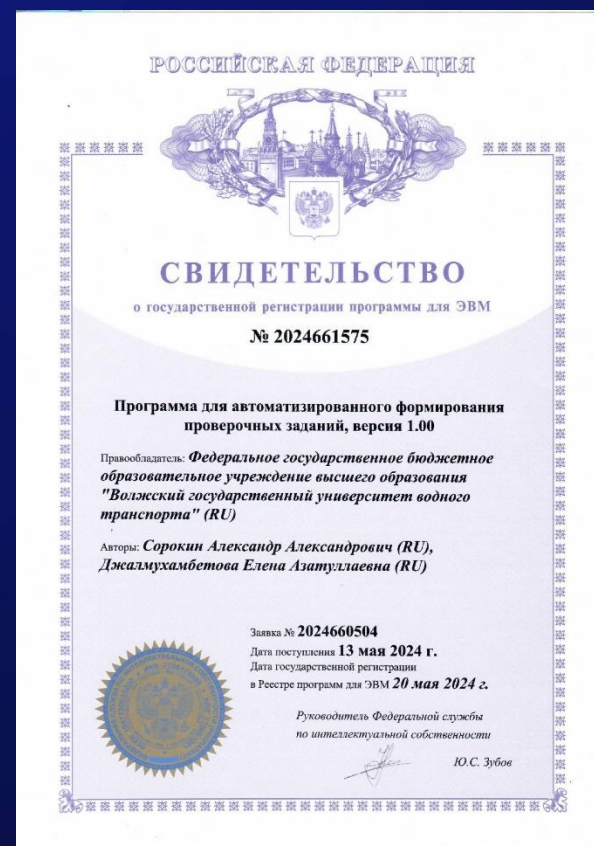 РОССИЙСКАЯ ФЕДЕРАЦИЯ
СВИДЕТЕЛЬСТВО
о государственной регистрации программы для ЭВМ
№ 2024661575
Программа для автоматизированного формирования
проверочных заданий, версия 1.00
Правообладатель: Федеральное государственное бюджетное
образовательное учреждение высшего образования
"Волжский государственный университет водного
транспорта" (RU)
Авторы: Сорокин Александр Александрович (RU),
Джалмухамбетова Елена Азатуллаевна (RU)
Заявка № 2024660504
Дата поступления 13 мая 2024 г.
Дата государственной регистрации
в Реестре программ для ЭВМ 20 мая 2024 г.
Руководитель Федеральной службы
по интеллектуальной собственности
Ю.С. Зубов